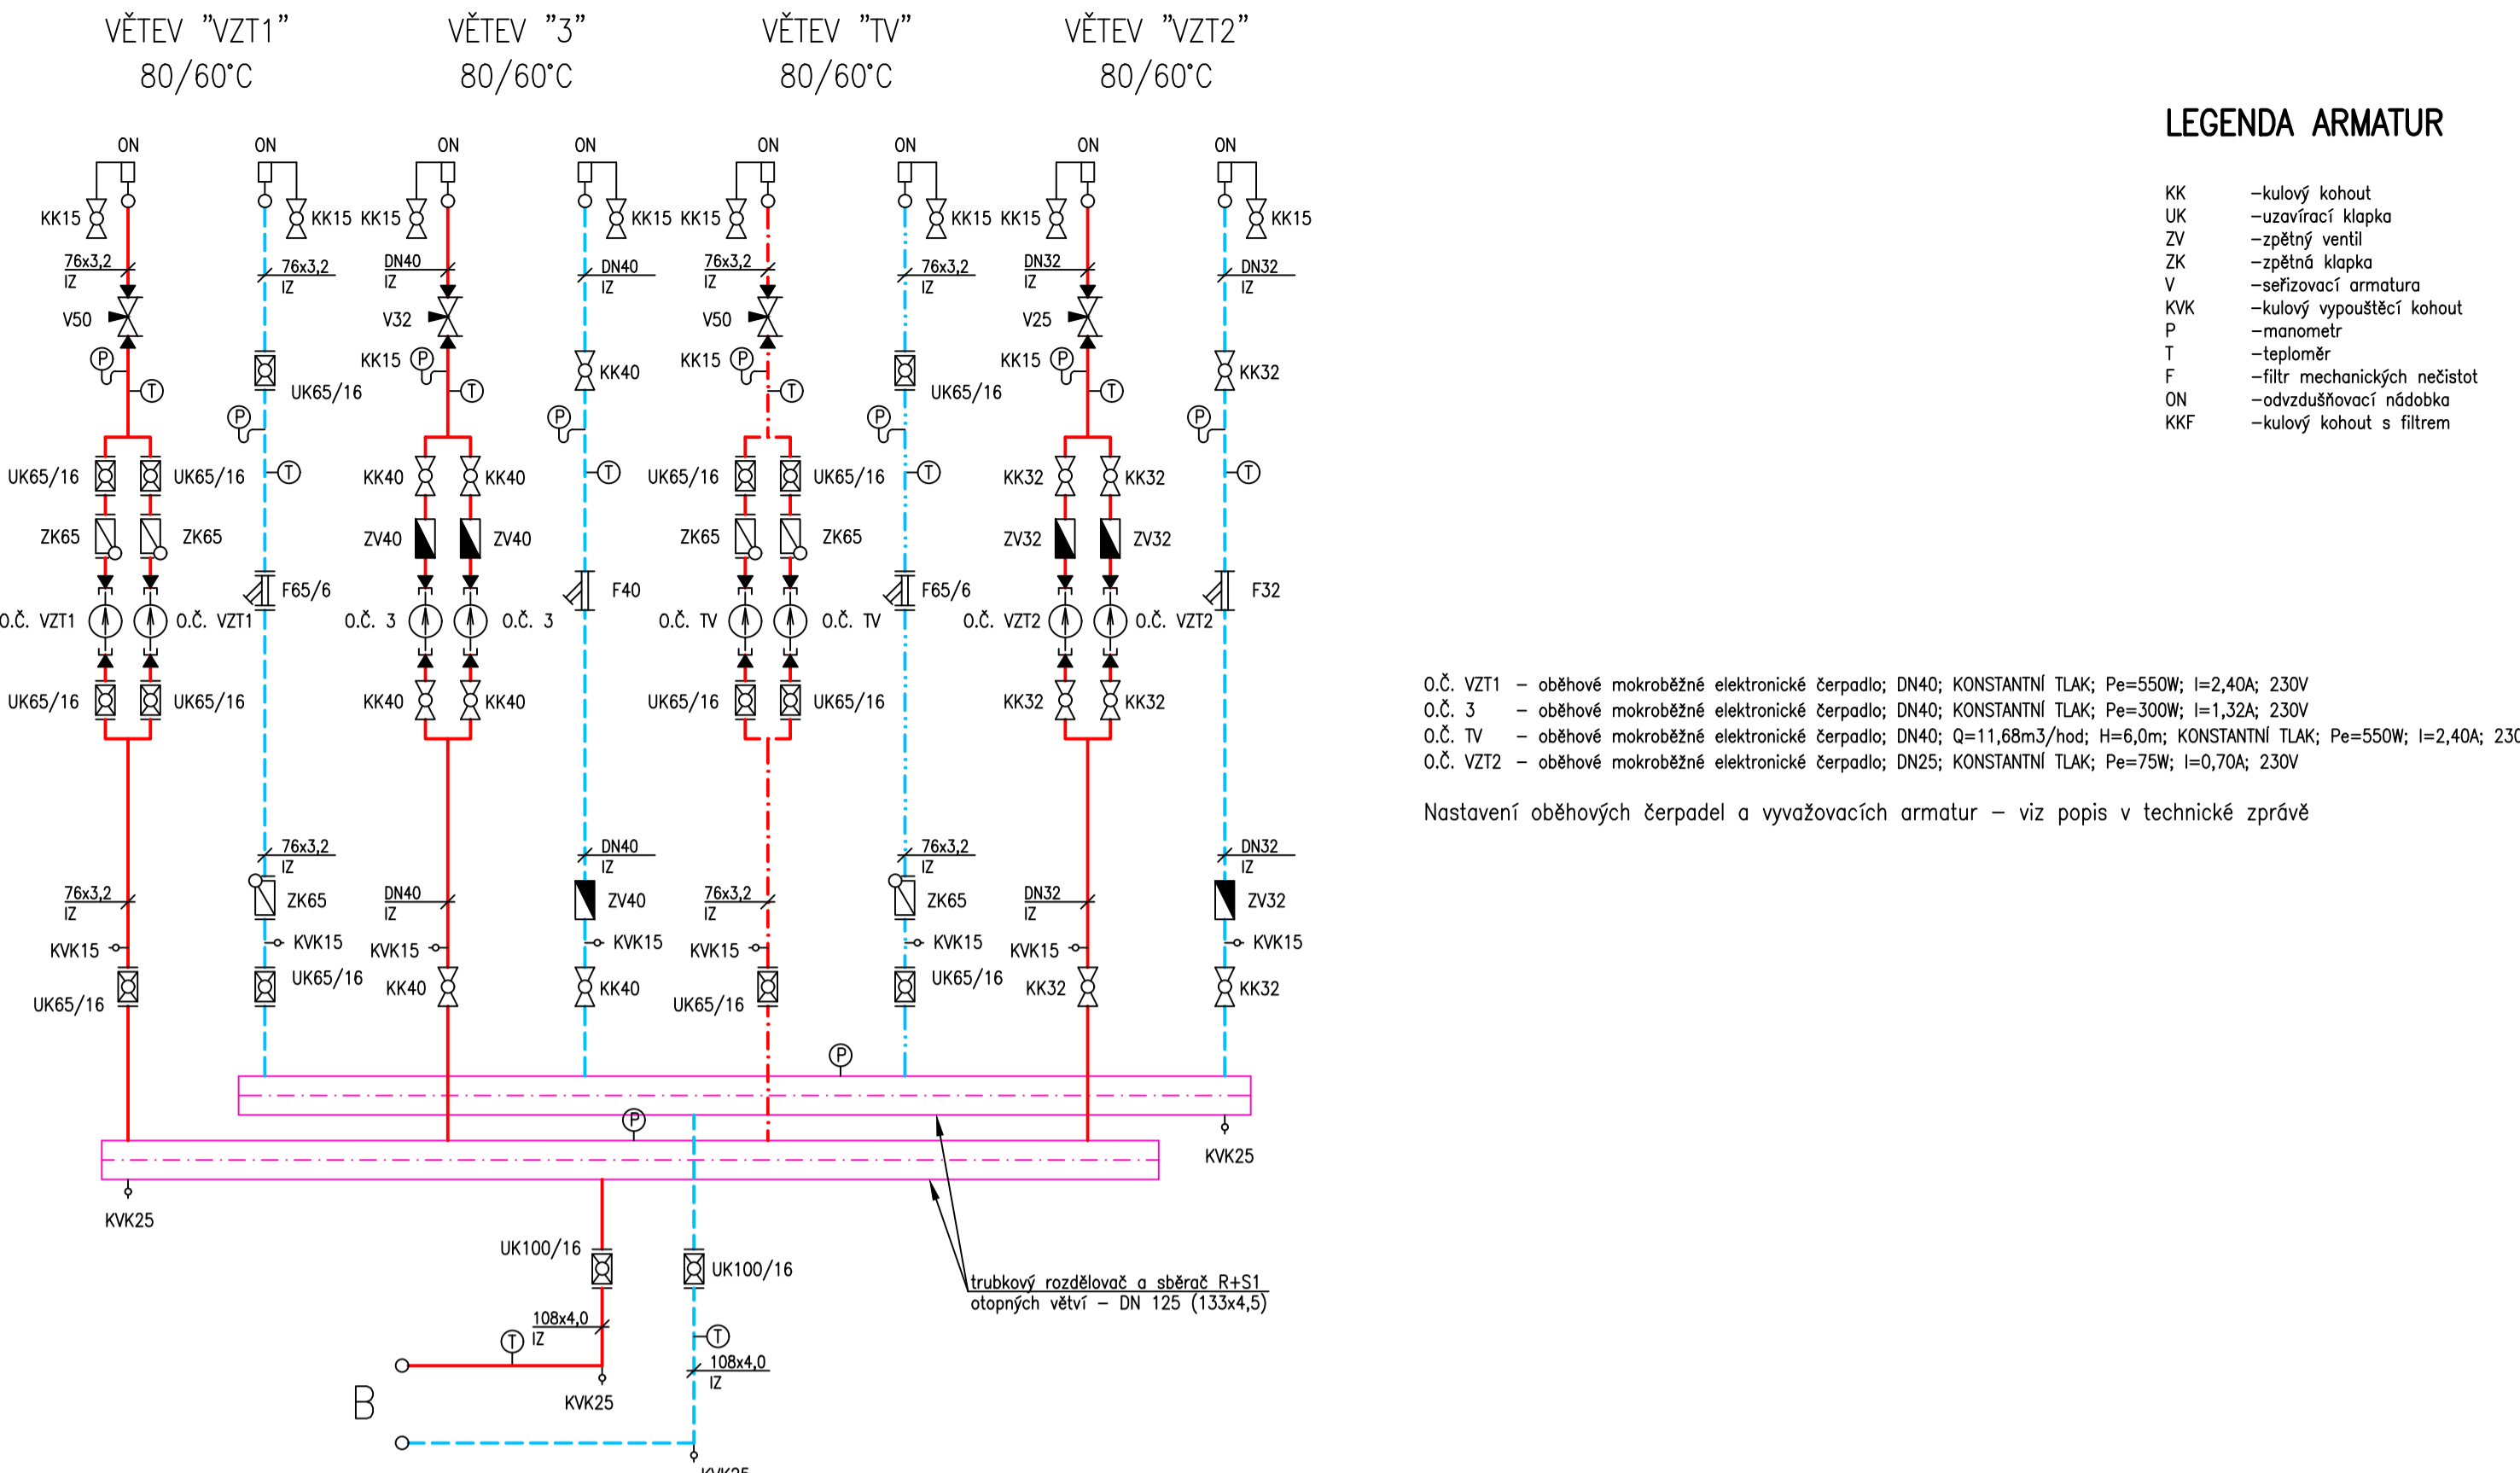 VĚTEV "VZT1" VĚTEV "3" VĚTEV "TV" VĚTEV "VZT2"
80/60°C 80/60°C 80/60°C 80/60°C
LEGENDA ARMATUR
KK –kulový kohout
UK –uzavírací klapka
ZV –zpětný ventil
ZK –zpětná klapka
V –seřizovací armatura
KVK –kulový vypouštěcí kohout
P –manometr
T –teploměr
F –filtr mechanických nečistot
ON –odvzdušňovací nádobka
KKF –kulový kohout s filtrem
ON ON ON ON ON ON ON ON
KK15 KK15 KK15 KK15 KK15 KK15 KK15 KK15
76x3,2 76x3,2 DN40 DN40 76x3,2 76x3,2 DN32 DN32
IZ IZ IZ IZ IZ IZ IZ IZ
V50 V32 V50 V25
P KK15 P KK15 P KK15 P
KK40 KK32
T UK65/16 T T UK65/16 T
P P P P
UK65/16 UK65/16 T KK40 KK40 T UK65/16 UK65/16 T KK32 KK32 T
ZK65 ZK65 ZV40 ZV40 ZK65 ZK65 ZV32 ZV32
F65/6 F40 F65/6 F32
O.Č. VZT1 O.Č. VZT1 O.Č. 3 O.Č. 3 O.Č. TV O.Č. TV O.Č. VZT2 O.Č. VZT2
UK65/16 UK65/16 KK40 KK40 UK65/16 UK65/16 KK32 KK32
O.Č. VZT1 – oběhové mokroběžné elektronické čerpadlo; DN40; KONSTANTNÍ TLAK; Pe=550W; I=2,40A; 230V
O.Č. 3 – oběhové mokroběžné elektronické čerpadlo; DN40; KONSTANTNÍ TLAK; Pe=300W; I=1,32A; 230V
O.Č. TV – oběhové mokroběžné elektronické čerpadlo; DN40; Q=11,68m3/hod; H=6,0m; KONSTANTNÍ TLAK; Pe=550W; I=2,40A;
O.Č. VZT2 – oběhové mokroběžné elektronické čerpadlo; DN25; KONSTANTNÍ TLAK; Pe=75W; I=0,70A; 230V
Nastavení oběhových čerpadel a vyvažovacích armatur – viz popis v technické zprávě
76x3,2 DN40 76x3,2 DN32
IZ IZ IZ IZ
76x3,2 ZK65 DN40 ZV40 76x3,2 ZK65 DN32 ZV32
IZ IZ IZ IZ
KVK15 KVK15 KVK15 KVK15 KVK15 KVK15 KVK15 KVK15
UK65/16 UK65/16 KK40 KK40 UK65/16 UK65/16 KK32 KK32
P
P
KVK25
KVK25
UK100/16 UK100/16
trubkový rozdělovač a sběrač R+S1
otopných větví – DN 125 (133x4,5)
108x4,0
IZ
T T
108x4,0
IZ
B
KVK25
KVK25